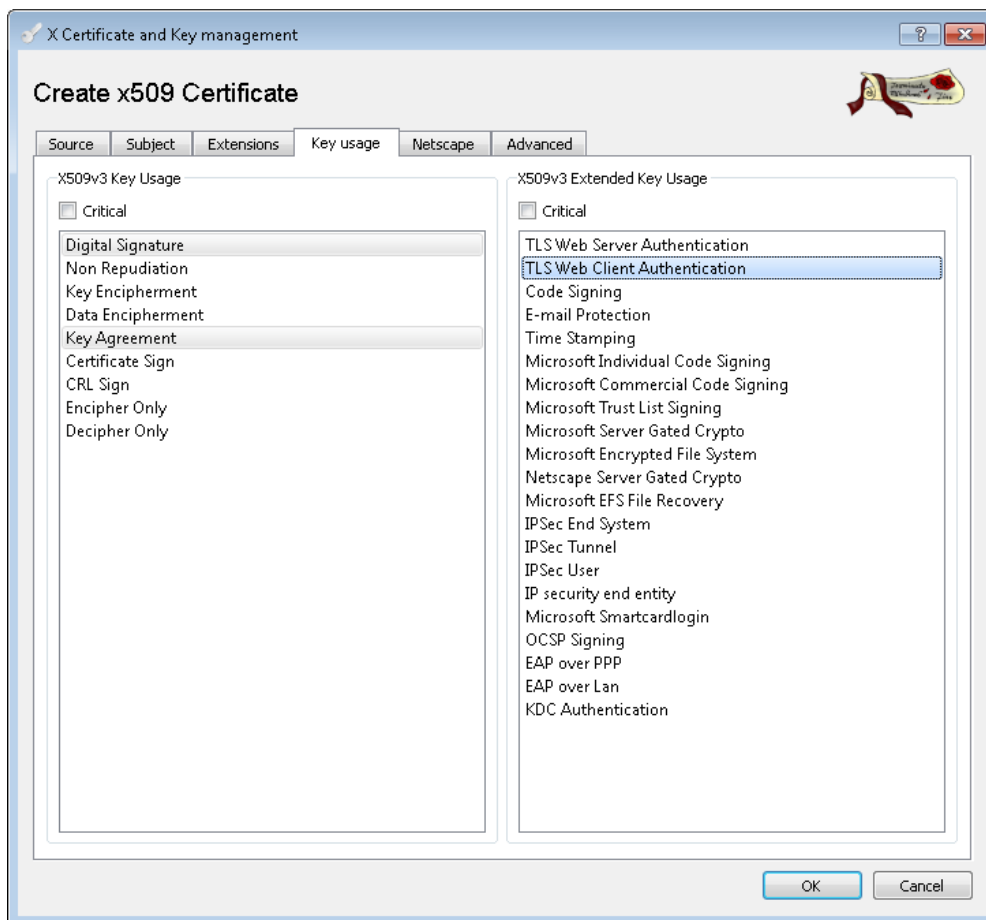 X Certificate and Key management
Create x509 Certificate
Source Subject Extensions Key usage Netscape Advanced
X509v3 Key Usage
Critical
Digital Signature
Non Repudiation
Key Encipherment
Data Encipherment
Key Agreement
Certificate Sign
CRL Sign
Encipher Only
Decipher Only
X509v3 Extended Key Usage
Critical
TLS Web Server Authentication
TLS Web Client Authentication
Code Signing
E-mail Protection
Time Stamping
Microsoft Individual Code Signing
Microsoft Commercial Code Signing
Microsoft Trust List Signing
Microsoft Server Gated Crypto
Microsoft Encrypted File System
Netscape Server Gated Crypto
Microsoft EFS File Recovery
IPSec End System
IPSec Tunnel
IPSec User
IP security end entity
Microsoft Smartcardlogin
OCSP Signing
EAP over PPP
EAP over Lan
KDC Authentication
OK Cancel